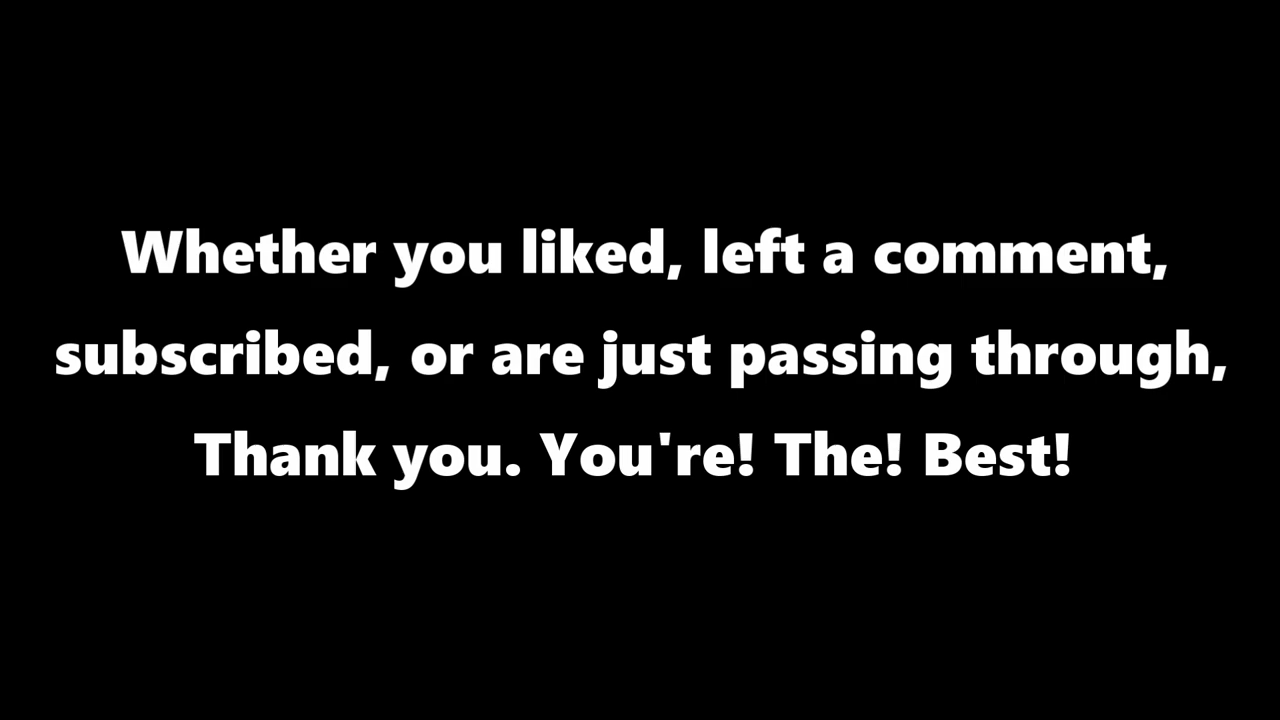 Whether you liked, left a comment,
subscribed, or are just passing through,
Thank you. You're! The! Best!